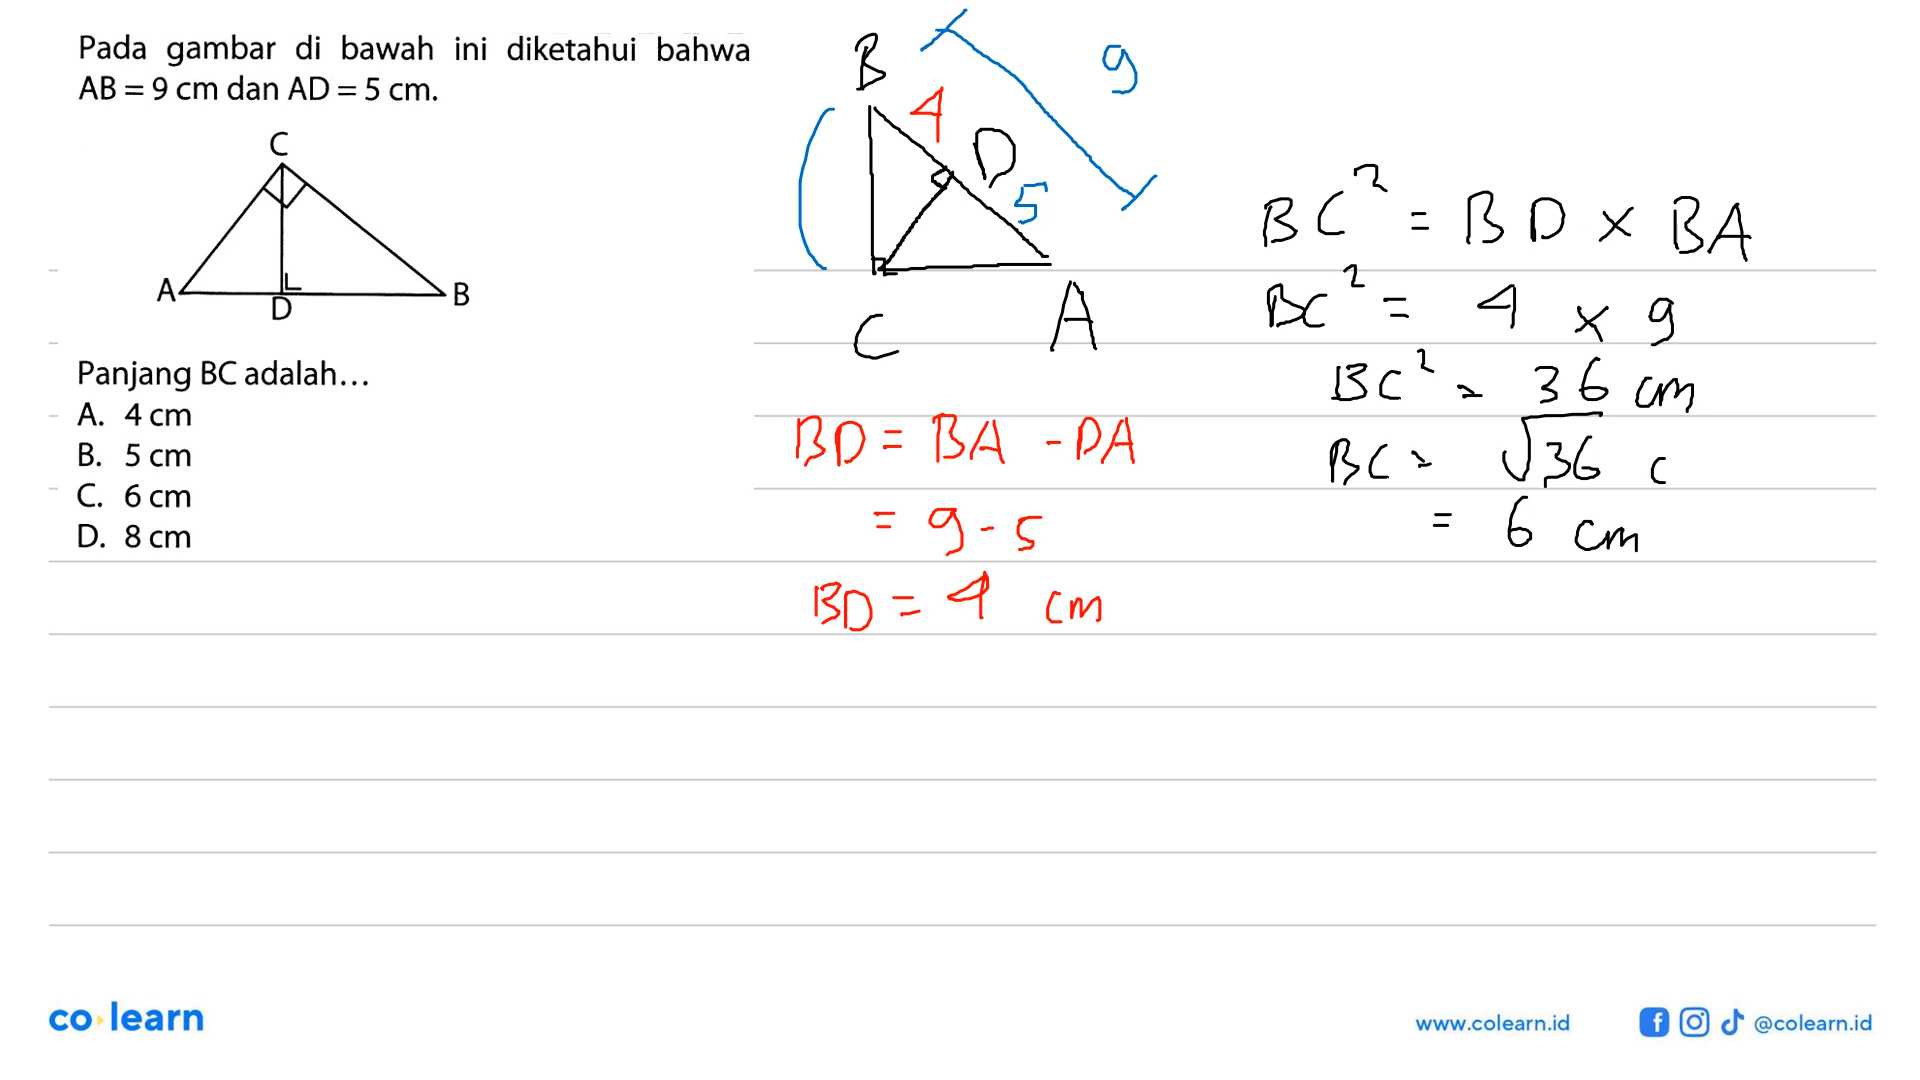 Pada gambar di bawah ini diketahui bahwa
AB = 9 cm dan AD = 5 cm.
C
A
D
B
Panjang BC adalah...
A. 4 cm
B. 5 cm
C. 6 cm
D. 8 cm
B
9
4
D
5
C
A
BD = BA - DA
= 9 - 5
BD = 4 cm
BC² = BD × BA
BC² = 4 × 9
BC² = 36 cm
BC = √36 c
= 6 cm
co learn
www.colearn.id
@colearn.id